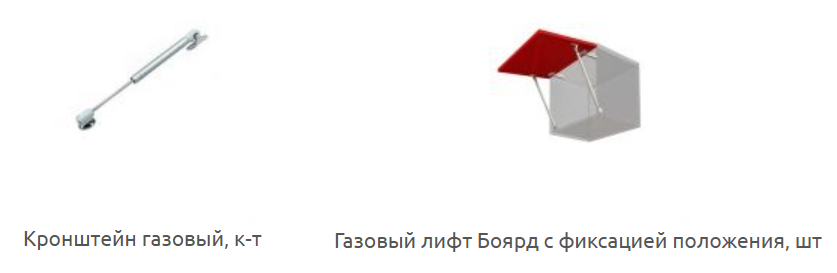 Кронштейн газовый, к-т
Газовый лифт Боярд с фиксацией положения, шт